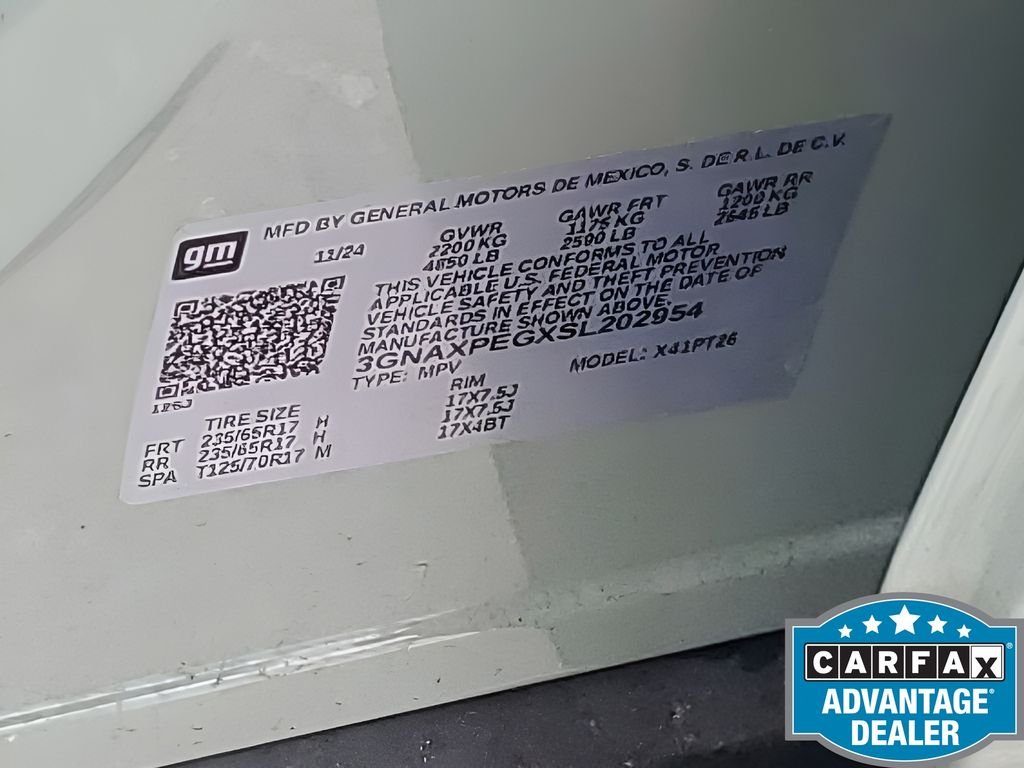 gm
MFD BY GENERAL MOTORS DE MEXICO, S. DE R.L. DE C.V.
11/24
GVWR
2200 KG
4850 LB
GAWR FRT
1175 KG
2590 LB
GAWR RR
1200 KG
2645 LB
THIS VEHICLE CONFORMS TO ALL
APPLICABLE U.S. FEDERAL MOTOR
VEHICLE SAFETY AND THEFT PREVENTION
STANDARDS IN EFFECT ON THE DATE OF
MANUFACTURE SHOWN ABOVE.
3GNAXPEGXSL202954
TYPE: MPV
MODEL: X41PT26
TIRE SIZE
RIM
FRT 235/65R17 H 17X7.5J
RR 235/65R17 H 17X7.5J
SPA T125/70R17 M 17X4BT
CARFAX
ADVANTAGE
DEALER